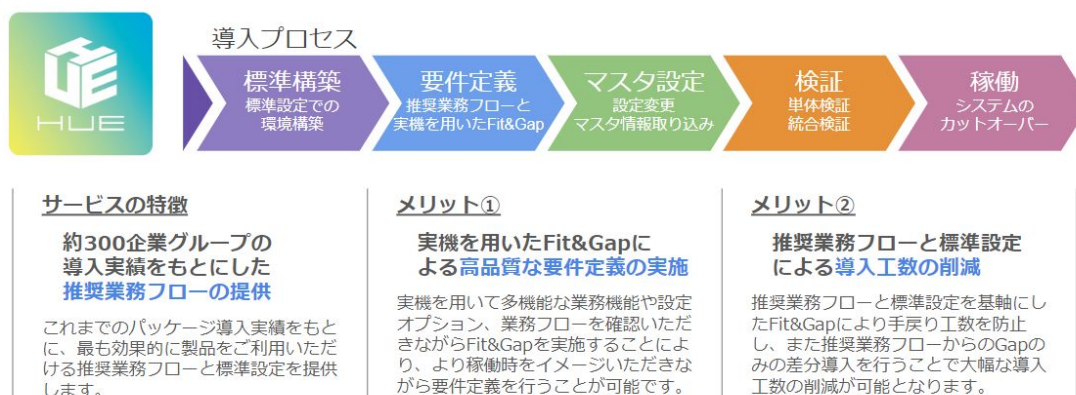 HUE
HUE
導入プロセス
標準構築
標準設定での
環境構築
要件定義
推奨業務フローと
実機を用いたFit&Gap
マスタ設定
設定変更
マスタ情報取り込み
検証
単体検証
統合検証
稼働
システムの
カットオーバー
サービスの特徴
約300企業グループの
導入実績をもとにした
推奨業務フローの提供
これまでのパッケージ導入実績をもと
に、最も効果的に製品をご利用いただ
ける推奨業務フローと標準設定を提供
します。
メリット①
実機を用いたFit&Gapに
よる高品質な要件定義の実施
実機を用いて多機能な業務機能や設定
オプション、業務フローを確認いただ
きながらFit&Gapを実施することによ
り、より稼働時をイメージいただきな
がら要件定義を行うことが可能です。
メリット②
推奨業務フローと標準設定
による導入工数の削減
推奨業務フローと標準設定を基軸にし
たFit&Gapにより手戻り工数を防止
し、また推奨業務フローからのGapの
みの差分導入を行うことで大幅な導入
工数の削減が可能となります。